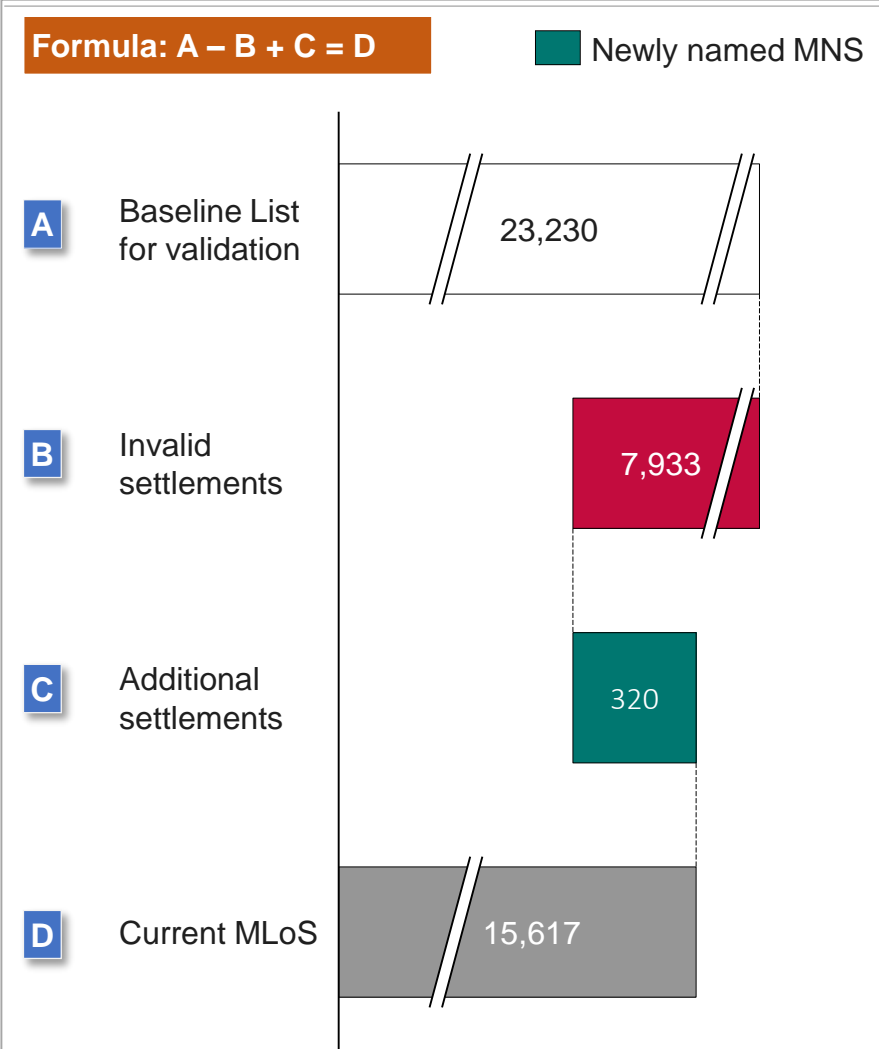 Formula: A – B + C = D
Newly named MNS
A
Baseline List
for validation
23,230
B
Invalid
settlements
7,933
C
Additional
settlements
320
D
Current MLoS
15,617